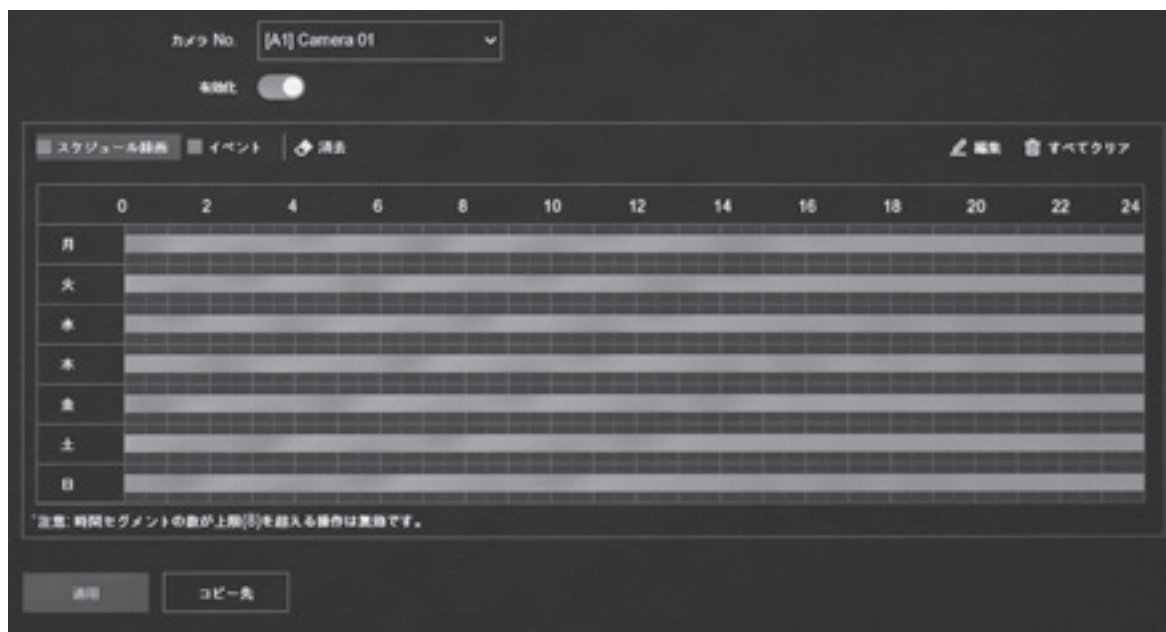 カメラ No. [A1] Camera 01
有効化
スケジュール録画 イベント 消去 編集 すべてクリア
0 2 4 6 8 10 12 14 16 18 20 22 24
月
火
水
木
金
土
日
*注意: 時間セグメントの数が上限(8)を超える操作は無効です。
適用 コピー先